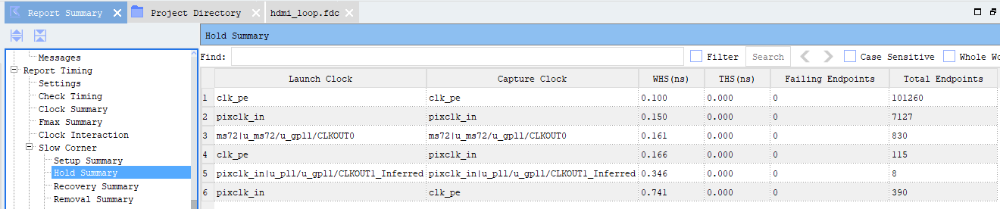 Report Summary Project Directory hdmi_loop.fdc
Messages
Report Timing
Settings
Check Timing
Clock Summary
Fmax Summary
Clock Interaction
Slow Corner
Setup Summary
Hold Summary
Recovery Summary
Removal Summary
Hold Summary
Find: Filter Search Case Sensitive Whole Wo
Launch Clock Capture Clock WHS(ns) THS(ns) Failing Endpoints Total Endpoints
1 clk_pe clk_pe 0.100 0.000 0 101260
2 pixclk_in pixclk_in 0.150 0.000 0 7127
3 ms72|u_ms72/u_gpll/CLKOUT0 ms72|u_ms72/u_gpll/CLKOUT0 0.161 0.000 0 830
4 clk_pe pixclk_in 0.166 0.000 0 115
5 pixclk_in|u_pll/u_gpll/CLKOUT1_Inferred pixclk_in|u_pll/u_gpll/CLKOUT1_Inferred 0.346 0.000 0 8
6 pixclk_in clk_pe 0.741 0.000 0 390